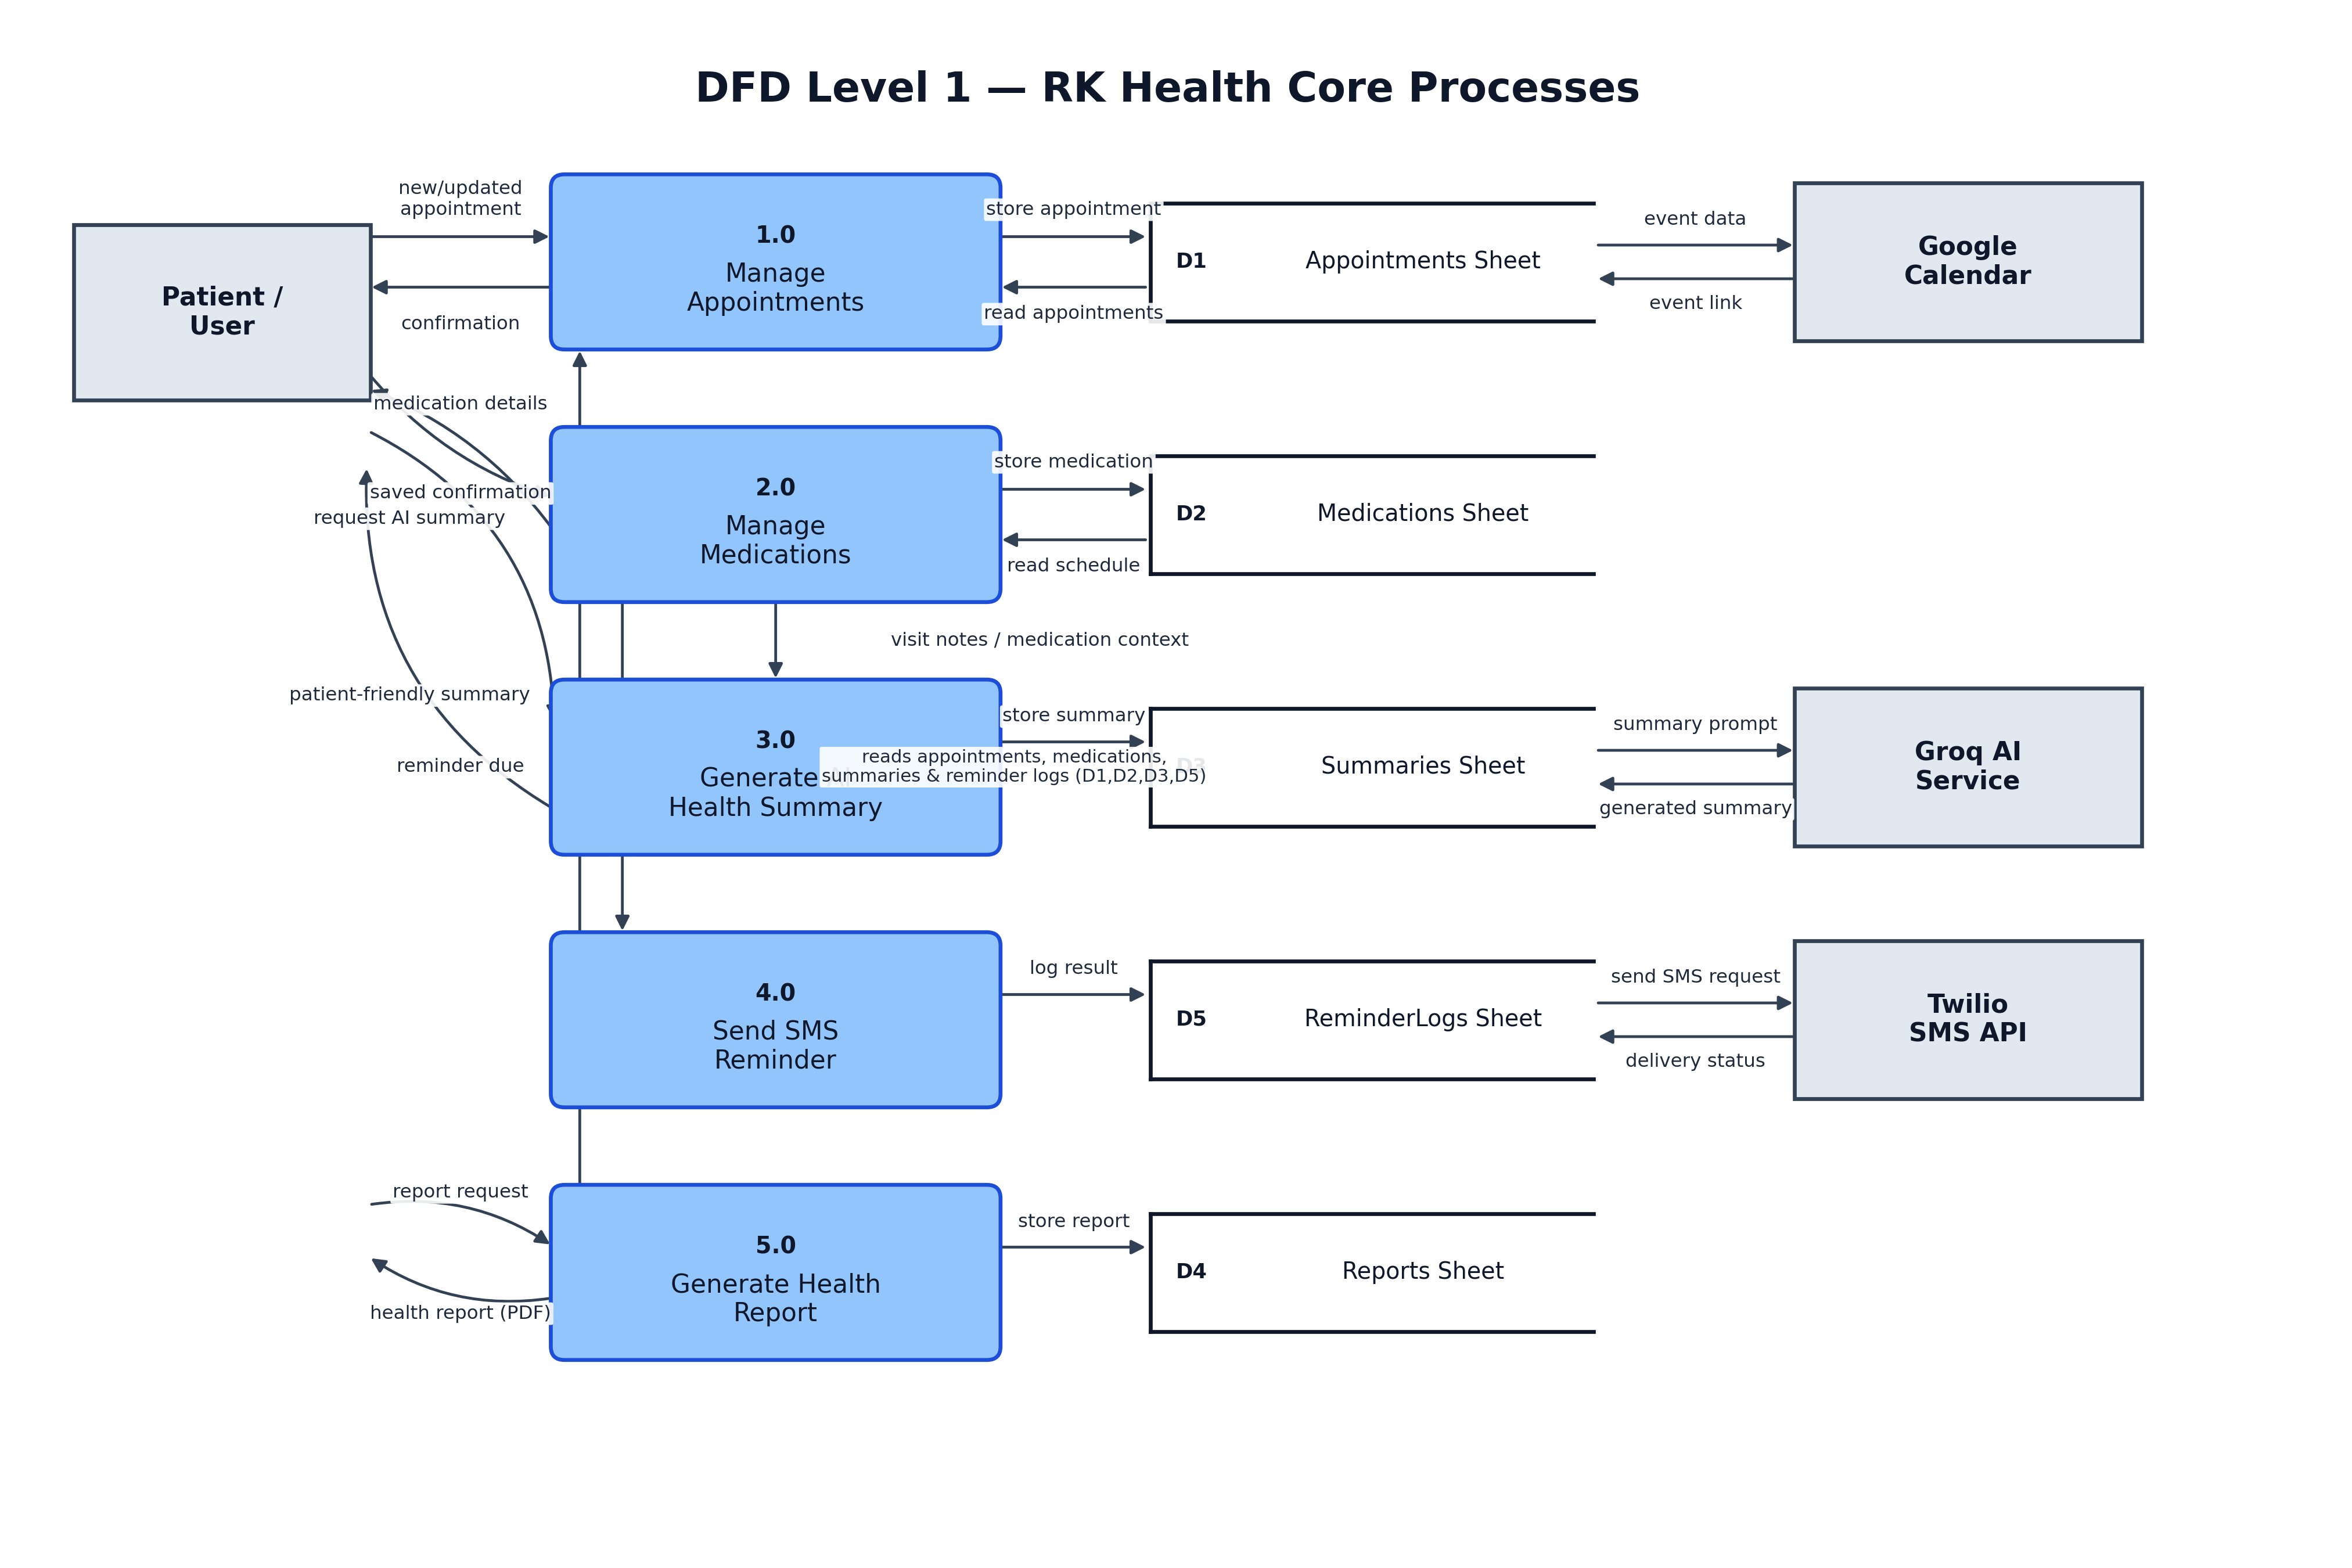 DFD Level 1 — RK Health Core Processes
new/updated
appointment
confirmation
Patient /
User
1.0
Manage
Appointments
store appointment
read appointments
D1
Appointments Sheet
event data
event link
Google
Calendar
medication details
saved confirmation
request AI summary
2.0
Manage
Medications
store medication
read schedule
D2
Medications Sheet
visit notes / medication context
patient-friendly summary
reminder due
3.0
Generate
Health Summary
store summary
reads appointments, medications,
summaries & reminder logs (D1,D2,D3,D5)
D3
Summaries Sheet
summary prompt
generated summary
Groq AI
Service
4.0
Send SMS
Reminder
log result
D5
ReminderLogs Sheet
send SMS request
delivery status
Twilio
SMS API
report request
health report (PDF)
5.0
Generate Health
Report
store report
D4
Reports Sheet